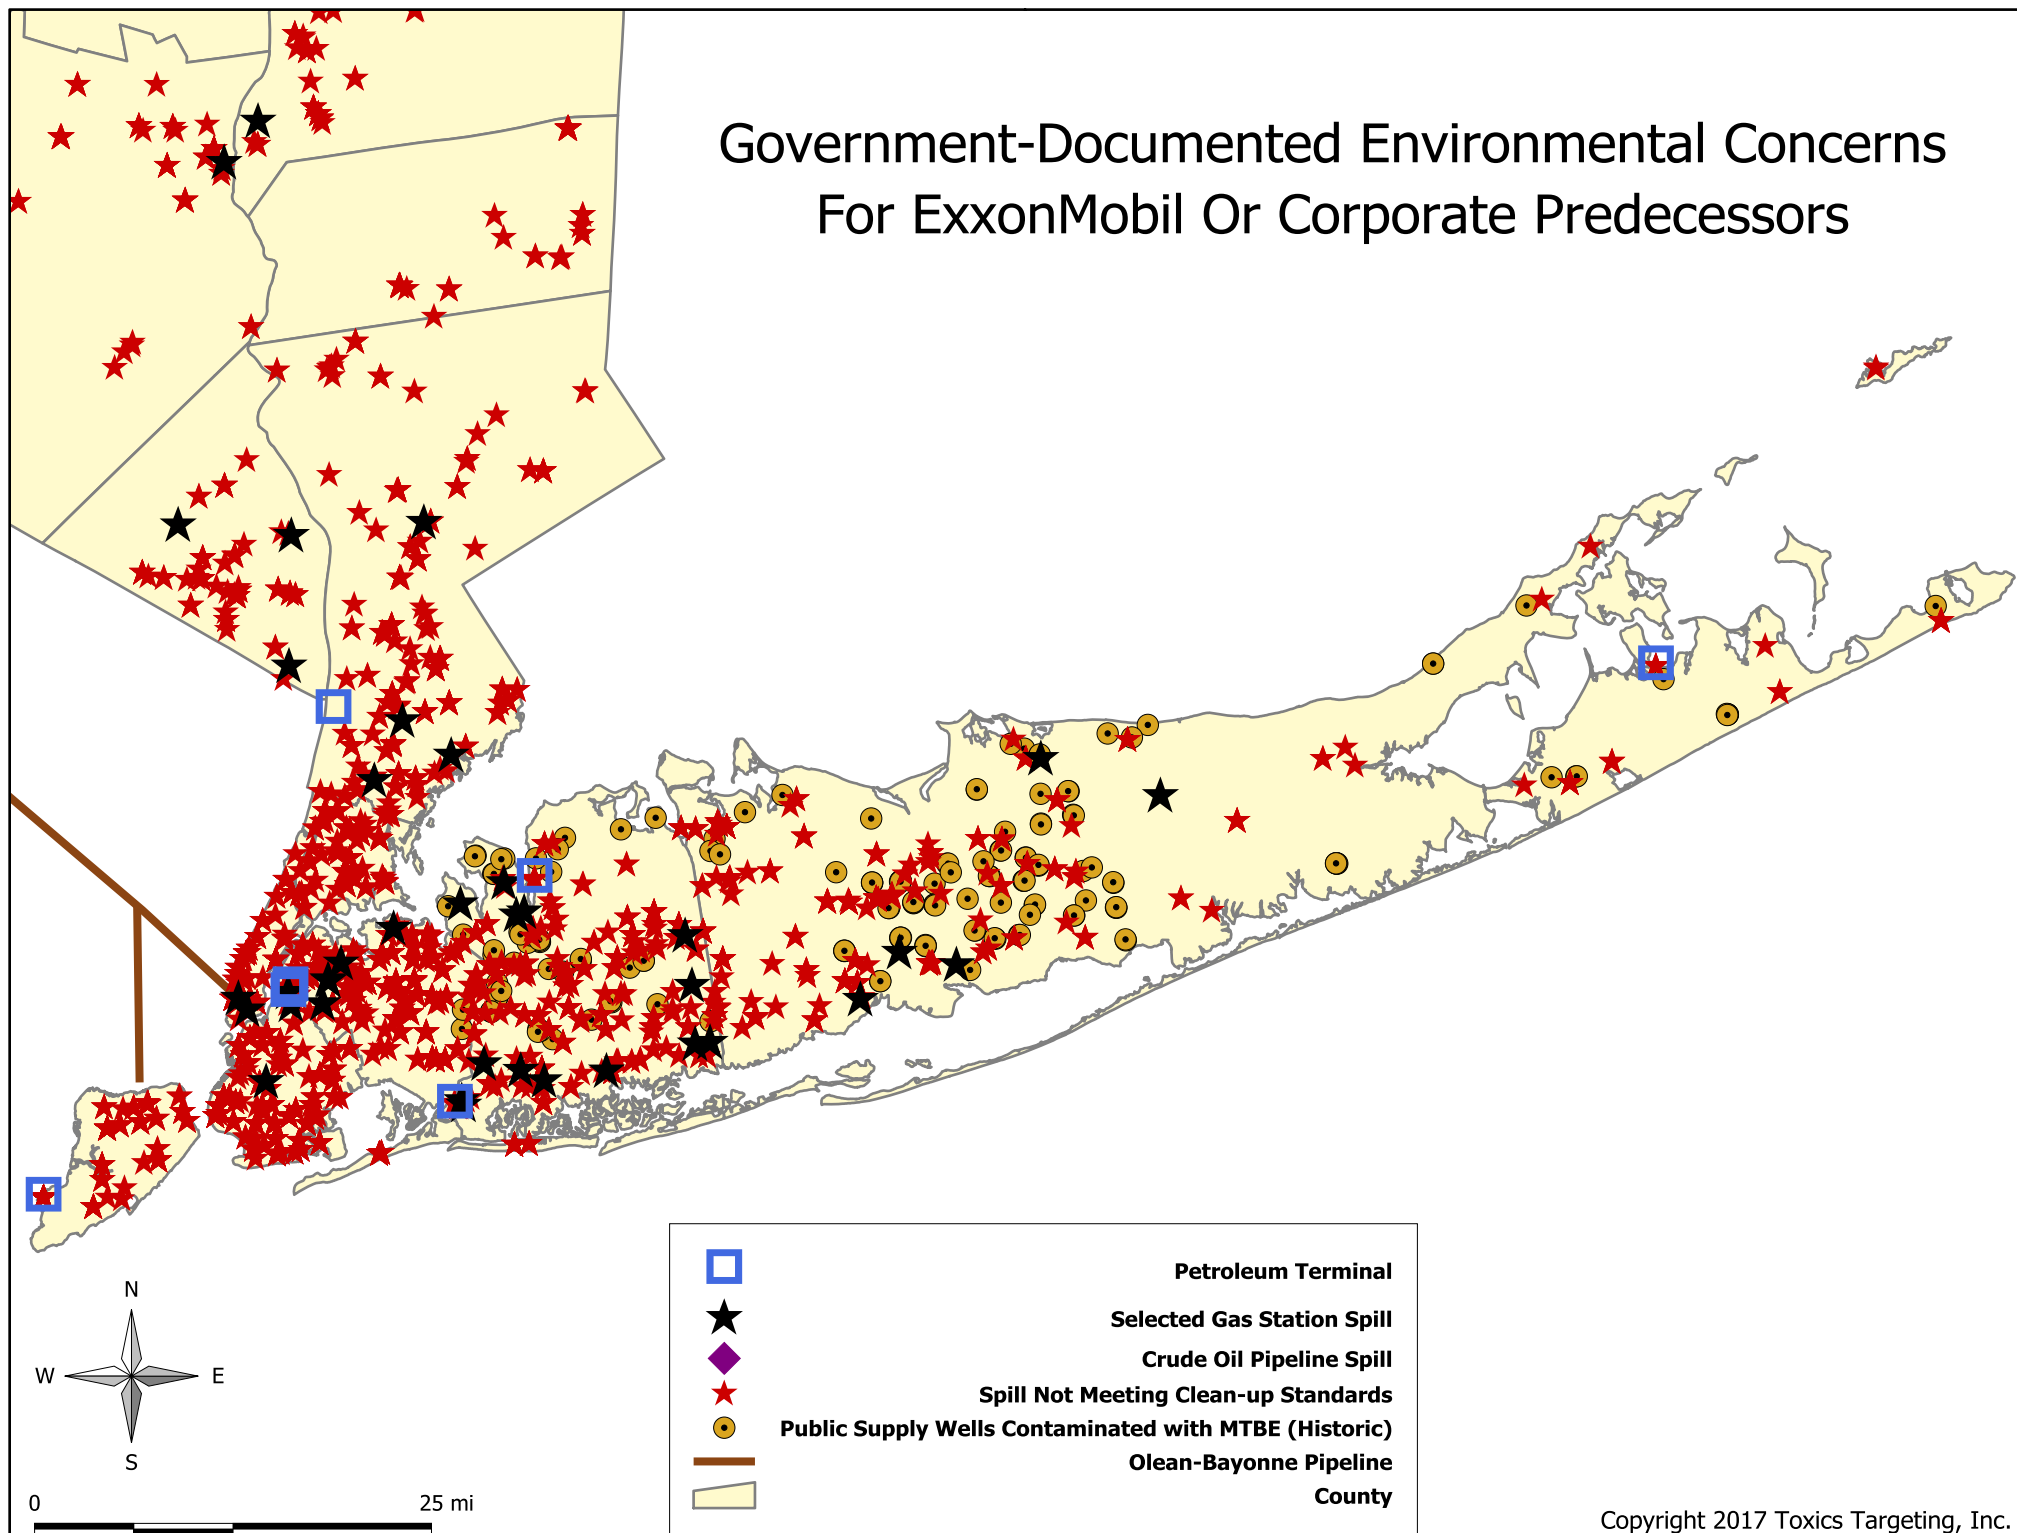 Government-Documented Environmental Concerns
For ExxonMobil Or Corporate Predecessors
Petroleum Terminal
Selected Gas Station Spill
Crude Oil Pipeline Spill
Spill Not Meeting Clean-up Standards
Public Supply Wells Contaminated with MTBE (Historic)
Olean-Bayonne Pipeline
County
N
W E
S
0 25 mi
Copyright 2017 Toxics Targeting, Inc.